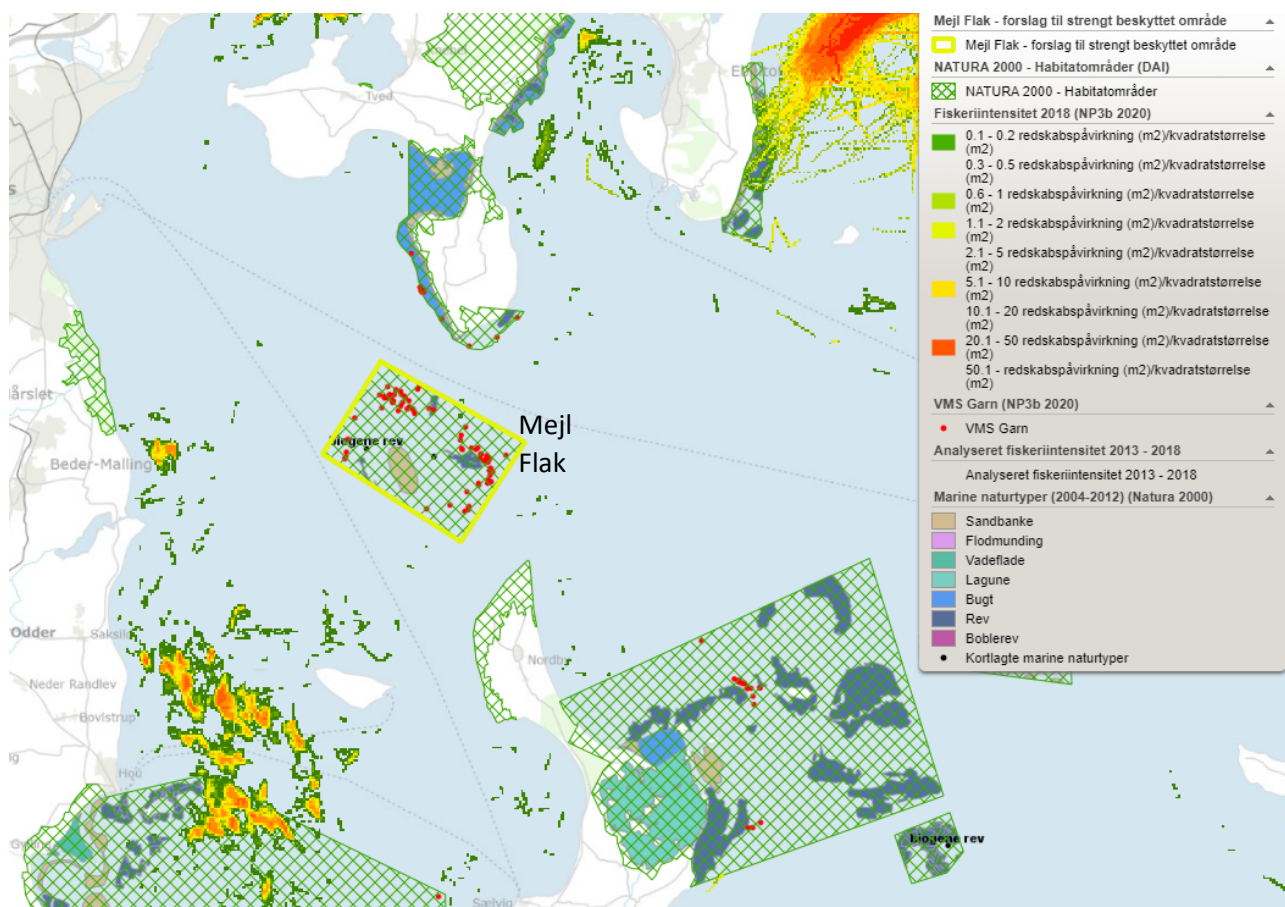 Mejl Flak - forslag til strengt beskyttet område
Mejl Flak - forslag til strengt beskyttet område
NATURA 2000 - Habitatområder (DAI)
NATURA 2000 - Habitatområder
Fiskeriintensitet 2018 (NP3b 2020)
0.1 - 0.2 redskabspåvirkning (m2)/kvadratstørrelse
(m2)
0.3 - 0.5 redskabspåvirkning (m2)/kvadratstørrelse
(m2)
0.6 - 1 redskabspåvirkning (m2)/kvadratstørrelse
(m2)
1.1 - 2 redskabspåvirkning (m2)/kvadratstørrelse
(m2)
2.1 - 5 redskabspåvirkning (m2)/kvadratstørrelse
(m2)
5.1 - 10 redskabspåvirkning (m2)/kvadratstørrelse
(m2)
10.1 - 20 redskabspåvirkning (m2)/kvadratstørrelse
(m2)
20.1 - 50 redskabspåvirkning (m2)/kvadratstørrelse
(m2)
50.1 - redskabspåvirkning (m2)/kvadratstørrelse
(m2)
VMS Garn (NP3b 2020)
VMS Garn
Analyseret fiskeriintensitet 2013 - 2018
Analyseret fiskeriintensitet 2013 - 2018
Marine naturtyper (2004-2012) (Natura 2000)
Sandbanke
Flodmunding
Vadeflade
Lagune
Bugt
Rev
Boblerev
Kortlagte marine naturtyper
Tved
Mejl
Flak
biogene rev
Beder-Malling
Odder
Saksild
Neder Randlev
Bovlstrup
Hou
Nordby
biogene rev
Sælvig